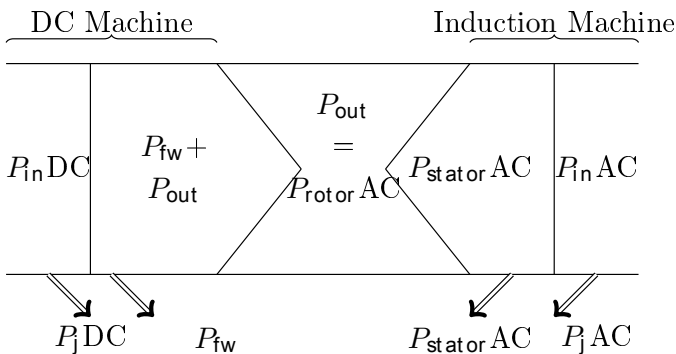 DC Machine
Induction Machine
P_in DC
P_fw +
P_out
P_out
=
P_rotor AC
P_stator AC
P_in AC
P_j DC
P_fw
P_stator AC
P_j AC